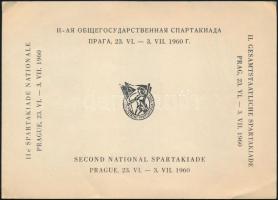 II-АЯ ОБЩЕГОСУДАРСТВЕННАЯ СПАРТАКИАДА
ПРАГА, 23. VI. — 3. VII. 1960 Г.
IIe SPARTAKIADE NATIONALE
PRAGUE, 23. VI. — 3. VII. 1960
II. GESAMTSTAATLICHE SPARTAKIADE
PRAG, 23. VI. — 3. VII. 1960
SECOND NATIONAL SPARTAKIADE
PRAGUE, 23. VI. — 3. VII. 1960